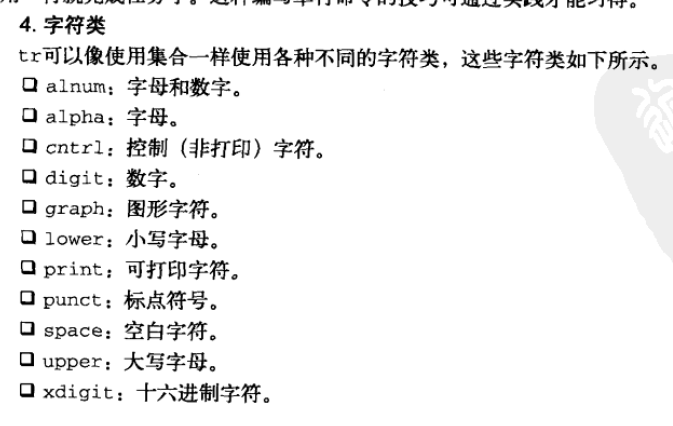 4. 字符类
tr可以像使用集合一样使用各种不同的字符类，这些字符类如下所示。
❑ alnum：字母和数字。
❑ alpha：字母。
❑ cntrl：控制（非打印）字符。
❑ digit：数字。
❑ graph：图形字符。
❑ lower：小写字母。
❑ print：可打印字符。
❑ punct：标点符号。
❑ space：空白字符。
❑ upper：大写字母。
❑ xdigit：十六进制字符。